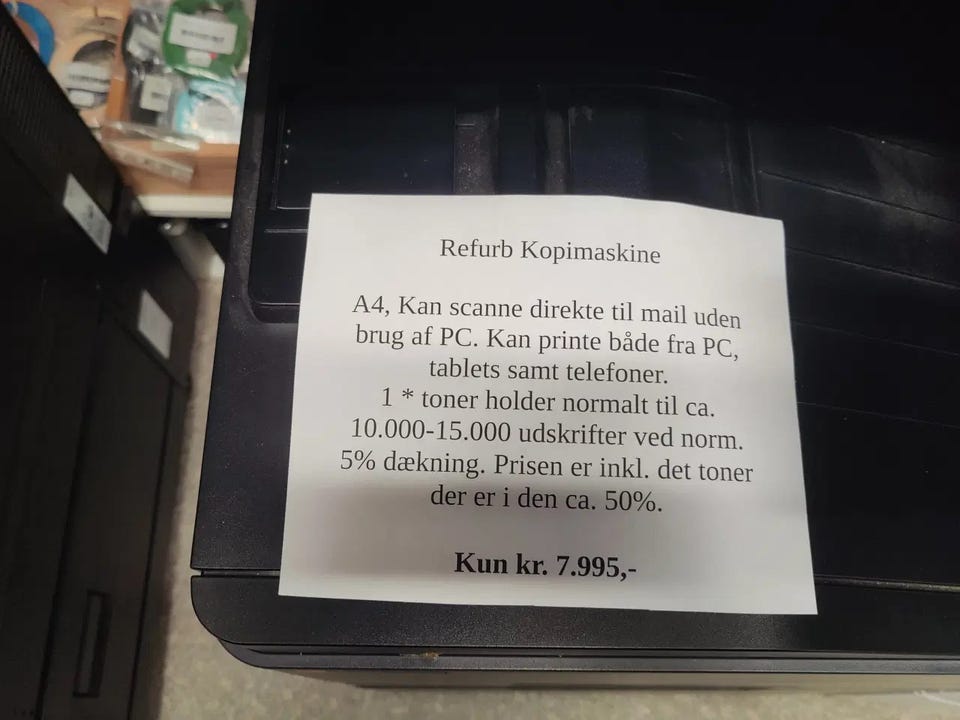 Refurb Kopimaskine
A4, Kan scanne direkte til mail uden
brug af PC. Kan printe både fra PC,
tablets samt telefoner.
1 * toner holder normalt til ca.
10.000-15.000 udskrifter ved norm.
5% dækning. Prisen er inkl. det toner
der er i den ca. 50%.
Kun kr. 7.995,-